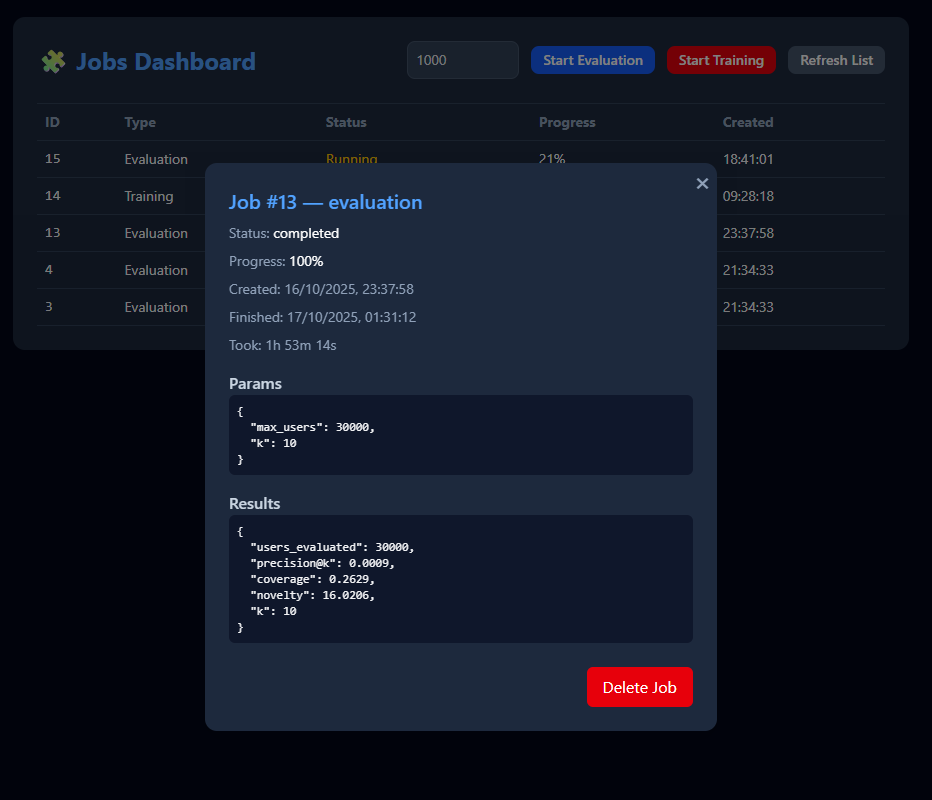 Jobs Dashboard
1000
Start Evaluation
Start Training
Refresh List
ID Type Status Progress Created
15 Evaluation Running 21% 18:41:01
14 Training 09:28:18
13 Evaluation 23:37:58
4 Evaluation 21:34:33
3 Evaluation 21:34:33
×
Job #13 — evaluation
Status: completed
Progress: 100%
Created: 16/10/2025, 23:37:58
Finished: 17/10/2025, 01:31:12
Took: 1h 53m 14s
Params
{
  "max_users": 30000,
  "k": 10
}
Results
{
  "users_evaluated": 30000,
  "precision@k": 0.0009,
  "coverage": 0.2629,
  "novelty": 16.0206,
  "k": 10
}
Delete Job